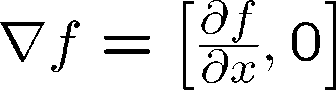 ∇f = [∂f/∂x, 0]